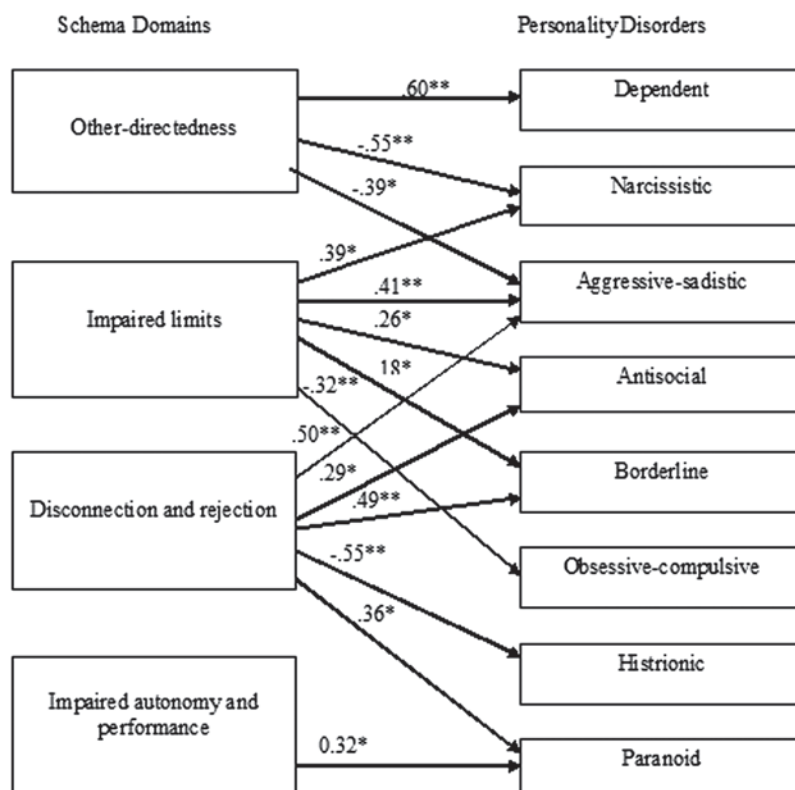 Schema Domains
Personality Disorders
Other-directedness
.60**
Dependent
-.55**
Narcissistic
-.39*
.39*
Impaired limits
.41**
Aggressive-sadistic
.26*
.18*
Antisocial
-.32**
.50**
Disconnection and rejection
.29*
.49**
Borderline
-.55**
Obsessive-compulsive
.36*
Histrionic
Impaired autonomy and
performance
0.32*
Paranoid